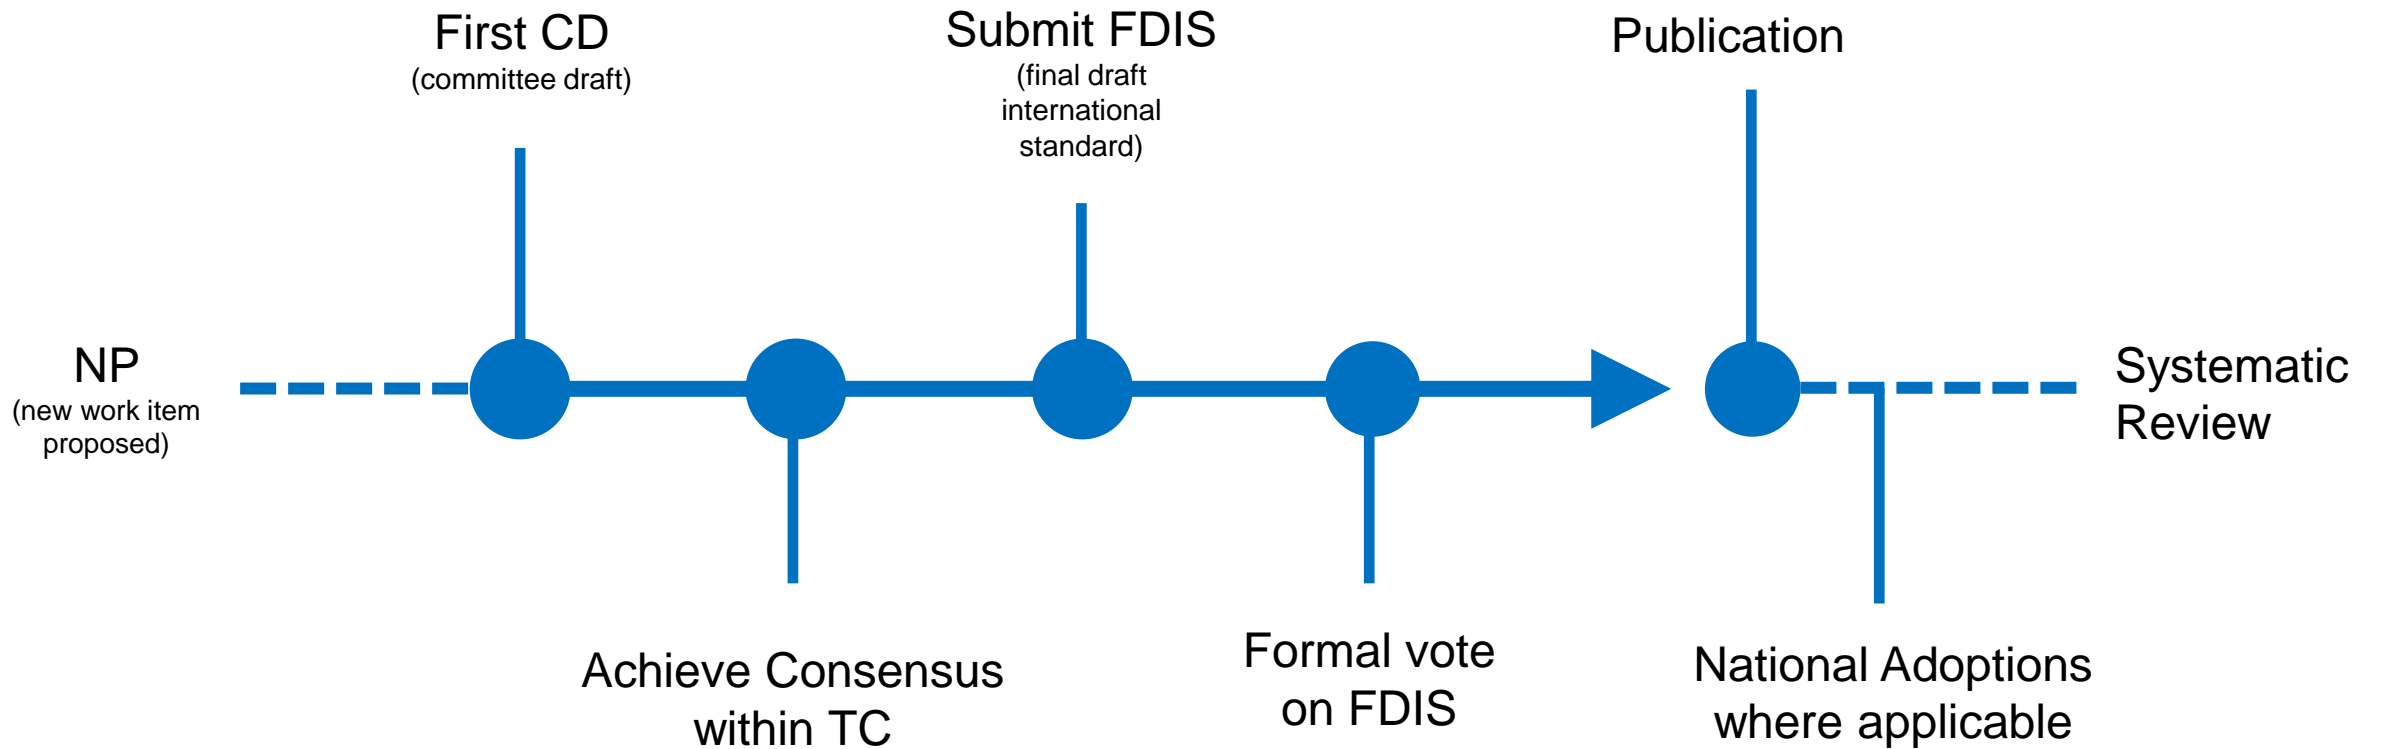 NP
(new work item
proposed)
First CD
(committee draft)
Achieve Consensus
within TC
Submit FDIS
(final draft
international
standard)
Formal vote
on FDIS
Publication
National Adoptions
where applicable
Systematic
Review